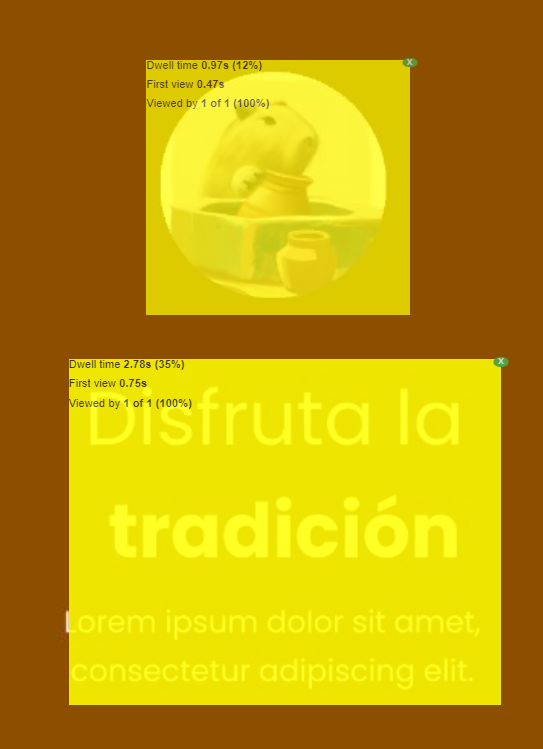 Dwell time 0.97s (12%)
X
First view 0.47s
Viewed by 1 of 1 (100%)
Dwell time 2.78s (35%)
X
First view 0.75s
Viewed by 1 of 1 (100%)
Disfruta la
tradición
Lorem ipsum dolor sit amet,
consectetur adipiscing elit.